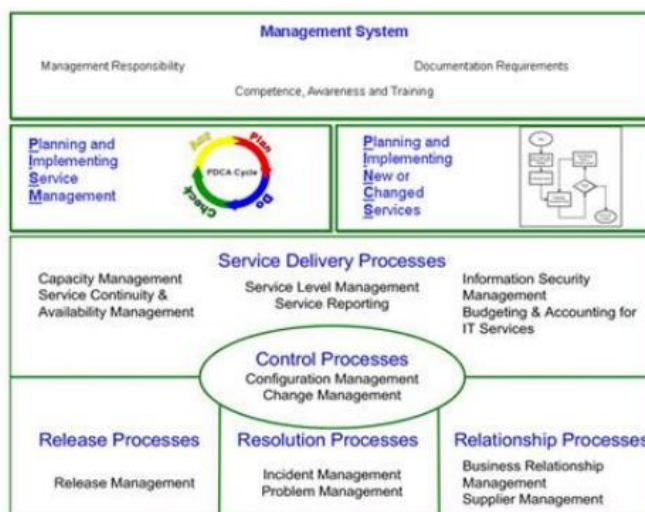 Management System
Management Responsibility
Documentation Requirements
Competence, Awareness and Training
Planning and
Implementing
Service
Management
Act
Plan
PDCA Cycle
Check
Do
Planning and
Implementing
New or
Changed
Services
Service Delivery Processes
Capacity Management
Service Continuity &
Availability Management
Service Level Management
Service Reporting
Information Security
Management
Budgeting & Accounting for
IT Services
Control Processes
Configuration Management
Change Management
Release Processes
Release Management
Resolution Processes
Incident Management
Problem Management
Relationship Processes
Business Relationship
Management
Supplier Management